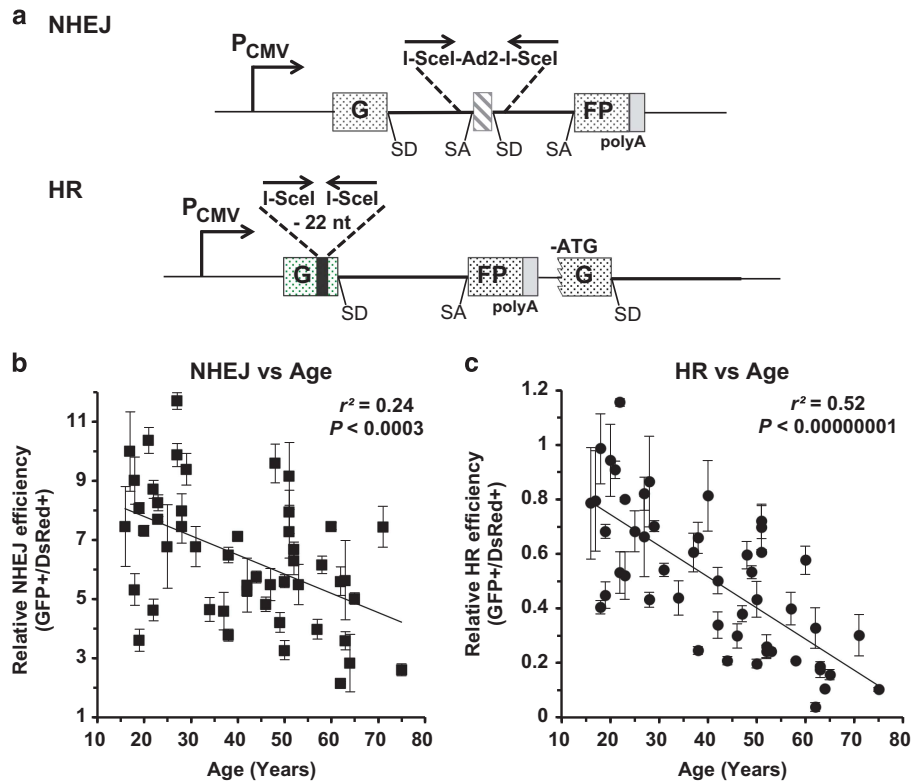 a
NHEJ
PCMV
I-SceI-Ad2-I-SceI
G
FP
SD
SA
SD
SA
polyA
HR
PCMV
I-SceI I-SceI
- 22 nt
-ATG
G
FP
G
SD
SA
polyA
SD
b
NHEJ vs Age
r² = 0.24
P < 0.0003
Relative NHEJ efficiency
(GFP+/DsRed+)
11
9
7
5
3
1
10 20 30 40 50 60 70 80
Age (Years)
c
HR vs Age
r² = 0.52
P < 0.00000001
Relative HR efficiency
(GFP+/DsRed+)
1.2
1
0.8
0.6
0.4
0.2
0
10 20 30 40 50 60 70 80
Age (Years)